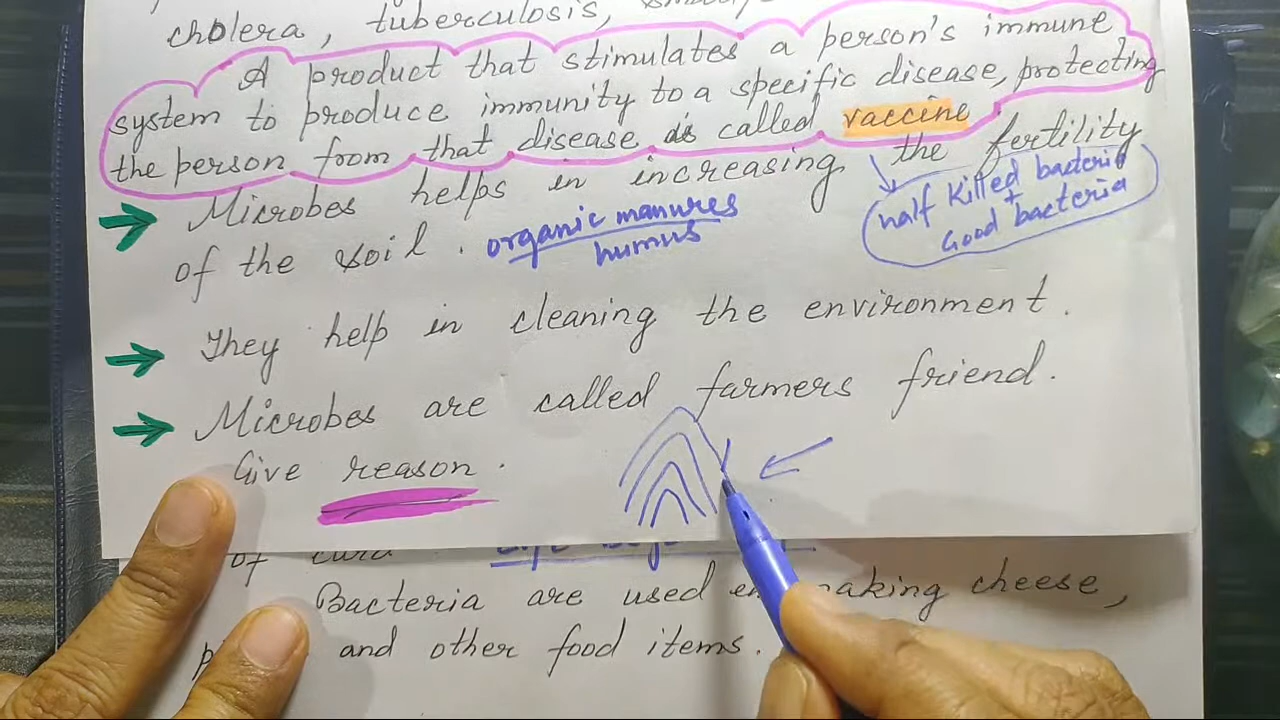 cholera, tuberculosis,
A product that stimulates a person's immune
system to produce immunity to a specific disease, protecting
the person from that disease is called vaccine
Microbes helps in increasing the fertility
of the soil.
organic manures
humus
half killed bacteria
+
Good bacteria
They help in cleaning the environment.
Microbes are called farmers friend.
Give reason.
of curd
Bacteria are used in making cheese,
and other food items.